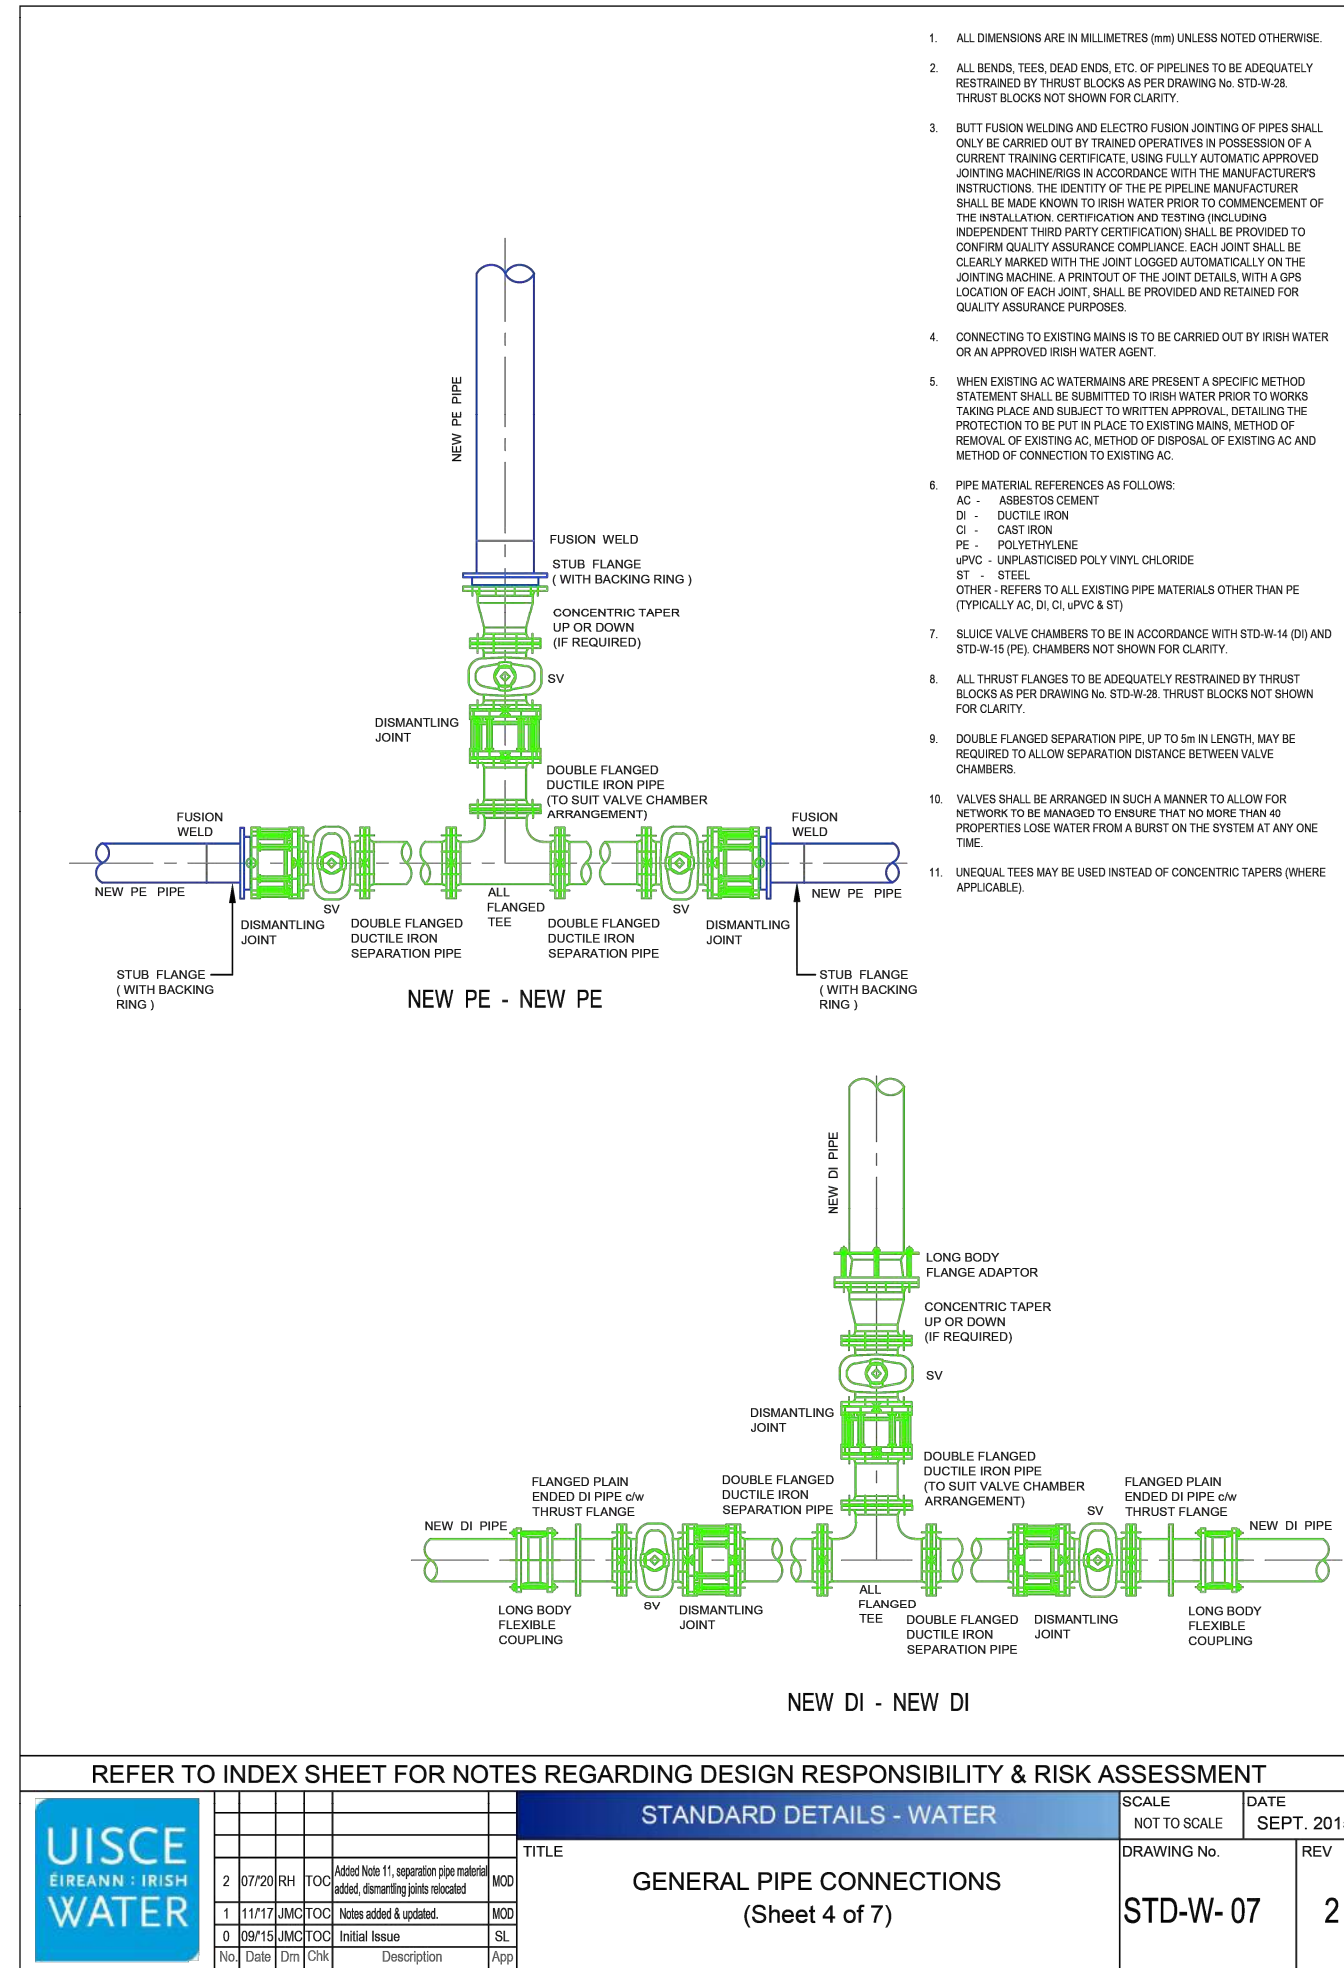 1. ALL DIMENSIONS ARE IN MILLIMETRES (mm) UNLESS NOTED OTHERWISE.
2. ALL BENDS, TEES, DEAD ENDS, ETC. OF PIPELINES TO BE ADEQUATELY
RESTRAINED BY THRUST BLOCKS AS PER DRAWING No. STD-W-28.
THRUST BLOCKS NOT SHOWN FOR CLARITY.
3. BUTT FUSION WELDING AND ELECTRO FUSION JOINTING OF PIPES SHALL
ONLY BE CARRIED OUT BY TRAINED OPERATIVES IN POSSESSION OF A
CURRENT TRAINING CERTIFICATE, USING FULLY AUTOMATIC APPROVED
JOINTING MACHINE/RIGS IN ACCORDANCE WITH THE MANUFACTURER'S
INSTRUCTIONS. THE IDENTITY OF THE PE PIPELINE MANUFACTURER
SHALL BE MADE KNOWN TO IRISH WATER PRIOR TO COMMENCEMENT OF
THE INSTALLATION. CERTIFICATION AND TESTING (INCLUDING
INDEPENDENT THIRD PARTY CERTIFICATION) SHALL BE PROVIDED TO
CONFIRM QUALITY ASSURANCE COMPLIANCE. EACH JOINT SHALL BE
CLEARLY MARKED WITH THE JOINT LOGGED AUTOMATICALLY ON THE
JOINTING MACHINE. A PRINTOUT OF THE JOINT DETAILS, WITH A GPS
LOCATION OF EACH JOINT, SHALL BE PROVIDED AND RETAINED FOR
QUALITY ASSURANCE PURPOSES.
4. CONNECTING TO EXISTING MAINS IS TO BE CARRIED OUT BY IRISH WATER
OR AN APPROVED IRISH WATER AGENT.
5. WHEN EXISTING AC WATERMAINS ARE PRESENT A SPECIFIC METHOD
STATEMENT SHALL BE SUBMITTED TO IRISH WATER PRIOR TO WORKS
TAKING PLACE AND SUBJECT TO WRITTEN APPROVAL, DETAILING THE
PROTECTION TO BE PUT IN PLACE TO EXISTING MAINS, METHOD OF
REMOVAL OF EXISTING AC, METHOD OF DISPOSAL OF EXISTING AC AND
METHOD OF CONNECTION TO EXISTING AC.
6. PIPE MATERIAL REFERENCES AS FOLLOWS:
AC - ASBESTOS CEMENT
DI - DUCTILE IRON
CI - CAST IRON
PE - POLYETHYLENE
uPVC - UNPLASTICISED POLY VINYL CHLORIDE
ST - STEEL
OTHER - REFERS TO ALL EXISTING PIPE MATERIALS OTHER THAN PE
(TYPICALLY AC, DI, CI, uPVC & ST)
7. SLUICE VALVE CHAMBERS TO BE IN ACCORDANCE WITH STD-W-14 (DI) AND
STD-W-15 (PE). CHAMBERS NOT SHOWN FOR CLARITY.
8. ALL THRUST FLANGES TO BE ADEQUATELY RESTRAINED BY THRUST
BLOCKS AS PER DRAWING No. STD-W-28. THRUST BLOCKS NOT SHOWN
FOR CLARITY.
9. DOUBLE FLANGED SEPARATION PIPE, UP TO 5m IN LENGTH, MAY BE
REQUIRED TO ALLOW SEPARATION DISTANCE BETWEEN VALVE
CHAMBERS.
10. VALVES SHALL BE ARRANGED IN SUCH A MANNER TO ALLOW FOR
NETWORK TO BE MANAGED TO ENSURE THAT NO MORE THAN 40
PROPERTIES LOSE WATER FROM A BURST ON THE SYSTEM AT ANY ONE
TIME.
11. UNEQUAL TEES MAY BE USED INSTEAD OF CONCENTRIC TAPERS (WHERE
APPLICABLE).
NEW PE PIPE
FUSION WELD
STUB FLANGE
( WITH BACKING RING )
CONCENTRIC TAPER
UP OR DOWN
(IF REQUIRED)
SV
DISMANTLING
JOINT
DOUBLE FLANGED
DUCTILE IRON PIPE
(TO SUIT VALVE CHAMBER
ARRANGEMENT)
FUSION
WELD
FUSION
WELD
NEW PE PIPE
NEW PE PIPE
SV
ALL
FLANGED
TEE
SV
DISMANTLING
JOINT
DOUBLE FLANGED
DUCTILE IRON
SEPARATION PIPE
DOUBLE FLANGED
DUCTILE IRON
SEPARATION PIPE
DISMANTLING
JOINT
STUB FLANGE
( WITH BACKING
RING )
STUB FLANGE
( WITH BACKING
RING )
NEW PE - NEW PE
NEW DI PIPE
LONG BODY
FLANGE ADAPTOR
CONCENTRIC TAPER
UP OR DOWN
(IF REQUIRED)
SV
DISMANTLING
JOINT
DOUBLE FLANGED
DUCTILE IRON PIPE
(TO SUIT VALVE CHAMBER
ARRANGEMENT)
FLANGED PLAIN
ENDED DI PIPE c/w
THRUST FLANGE
DOUBLE FLANGED
DUCTILE IRON
SEPARATION PIPE
FLANGED PLAIN
ENDED DI PIPE c/w
THRUST FLANGE
SV
NEW DI PIPE
NEW DI PIPE
LONG BODY
FLEXIBLE
COUPLING
SV
DISMANTLING
JOINT
ALL
FLANGED
TEE
DOUBLE FLANGED
DUCTILE IRON
SEPARATION PIPE
DISMANTLING
JOINT
LONG BODY
FLEXIBLE
COUPLING
NEW DI - NEW DI
REFER TO INDEX SHEET FOR NOTES REGARDING DESIGN RESPONSIBILITY & RISK ASSESSMENT
UISCE
ÉIREANN : IRISH
WATER
2 07/'20 RH TOC Added Note 11, separation pipe material added, dismantling joints relocated MOD
1 11/'17 JMC TOC Notes added & updated. MOD
0 09/'15 JMC TOC Initial Issue SL
No. Date Drn Chk Description App
STANDARD DETAILS - WATER
TITLE
GENERAL PIPE CONNECTIONS
(Sheet 4 of 7)
SCALE
NOT TO SCALE
DATE
SEPT.
DRAWING No.
STD-W- 07
REV
2